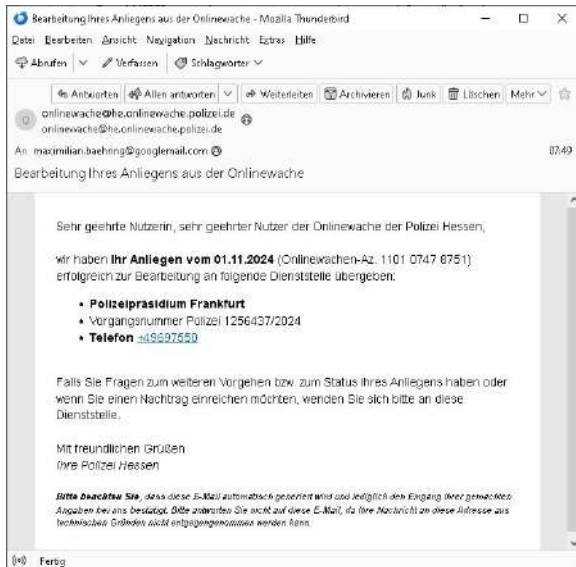 Bearbeitung Ihres Anliegens aus der Onlinewache - Mozilla Thunderbird
Datei Bearbeiten Ansicht Navigation Nachricht Extras Hilfe
Abrufen Verfassen Schlagwörter
Antworten Allen antworten Weiterleiten Archivieren Junk Löschen Mehr
onlinewache@he.onlinewache.polizei.de
onlinewache@he.onlinewache.polizei.de
An maximilian.baehring@googlemail.com 07:49
Bearbeitung Ihres Anliegens aus der Onlinewache
Sehr geehrte Nutzerin, sehr geehrter Nutzer der Onlinewache der Polizei Hessen,
wir haben Ihr Anliegen vom 01.11.2024 (Onlinewachen-Az. 1101 0747 8751)
erfolgreich zur Bearbeitung an folgende Dienststelle übergeben:
• Polizeipräsidium Frankfurt
• Vorgangsnummer Polizei 1256437/2024
• Telefon +49697550
Falls Sie Fragen zum weiteren Vorgehen bzw. zum Status Ihres Anliegens haben oder
wenn Sie einen Nachtrag einreichen möchten, wenden Sie sich bitte an diese
Dienststelle.
Mit freundlichen Grüßen
Ihre Polizei Hessen
Bitte beachten Sie, dass diese E-Mail automatisch generiert wird und lediglich den Eingang Ihrer gemachten
Angaben bei uns bestätigt. Bitte antworten Sie nicht auf diese E-Mail, da Ihre Nachricht an diese Adresse aus
technischen Gründen nicht entgegengenommen werden kann.
Fertig